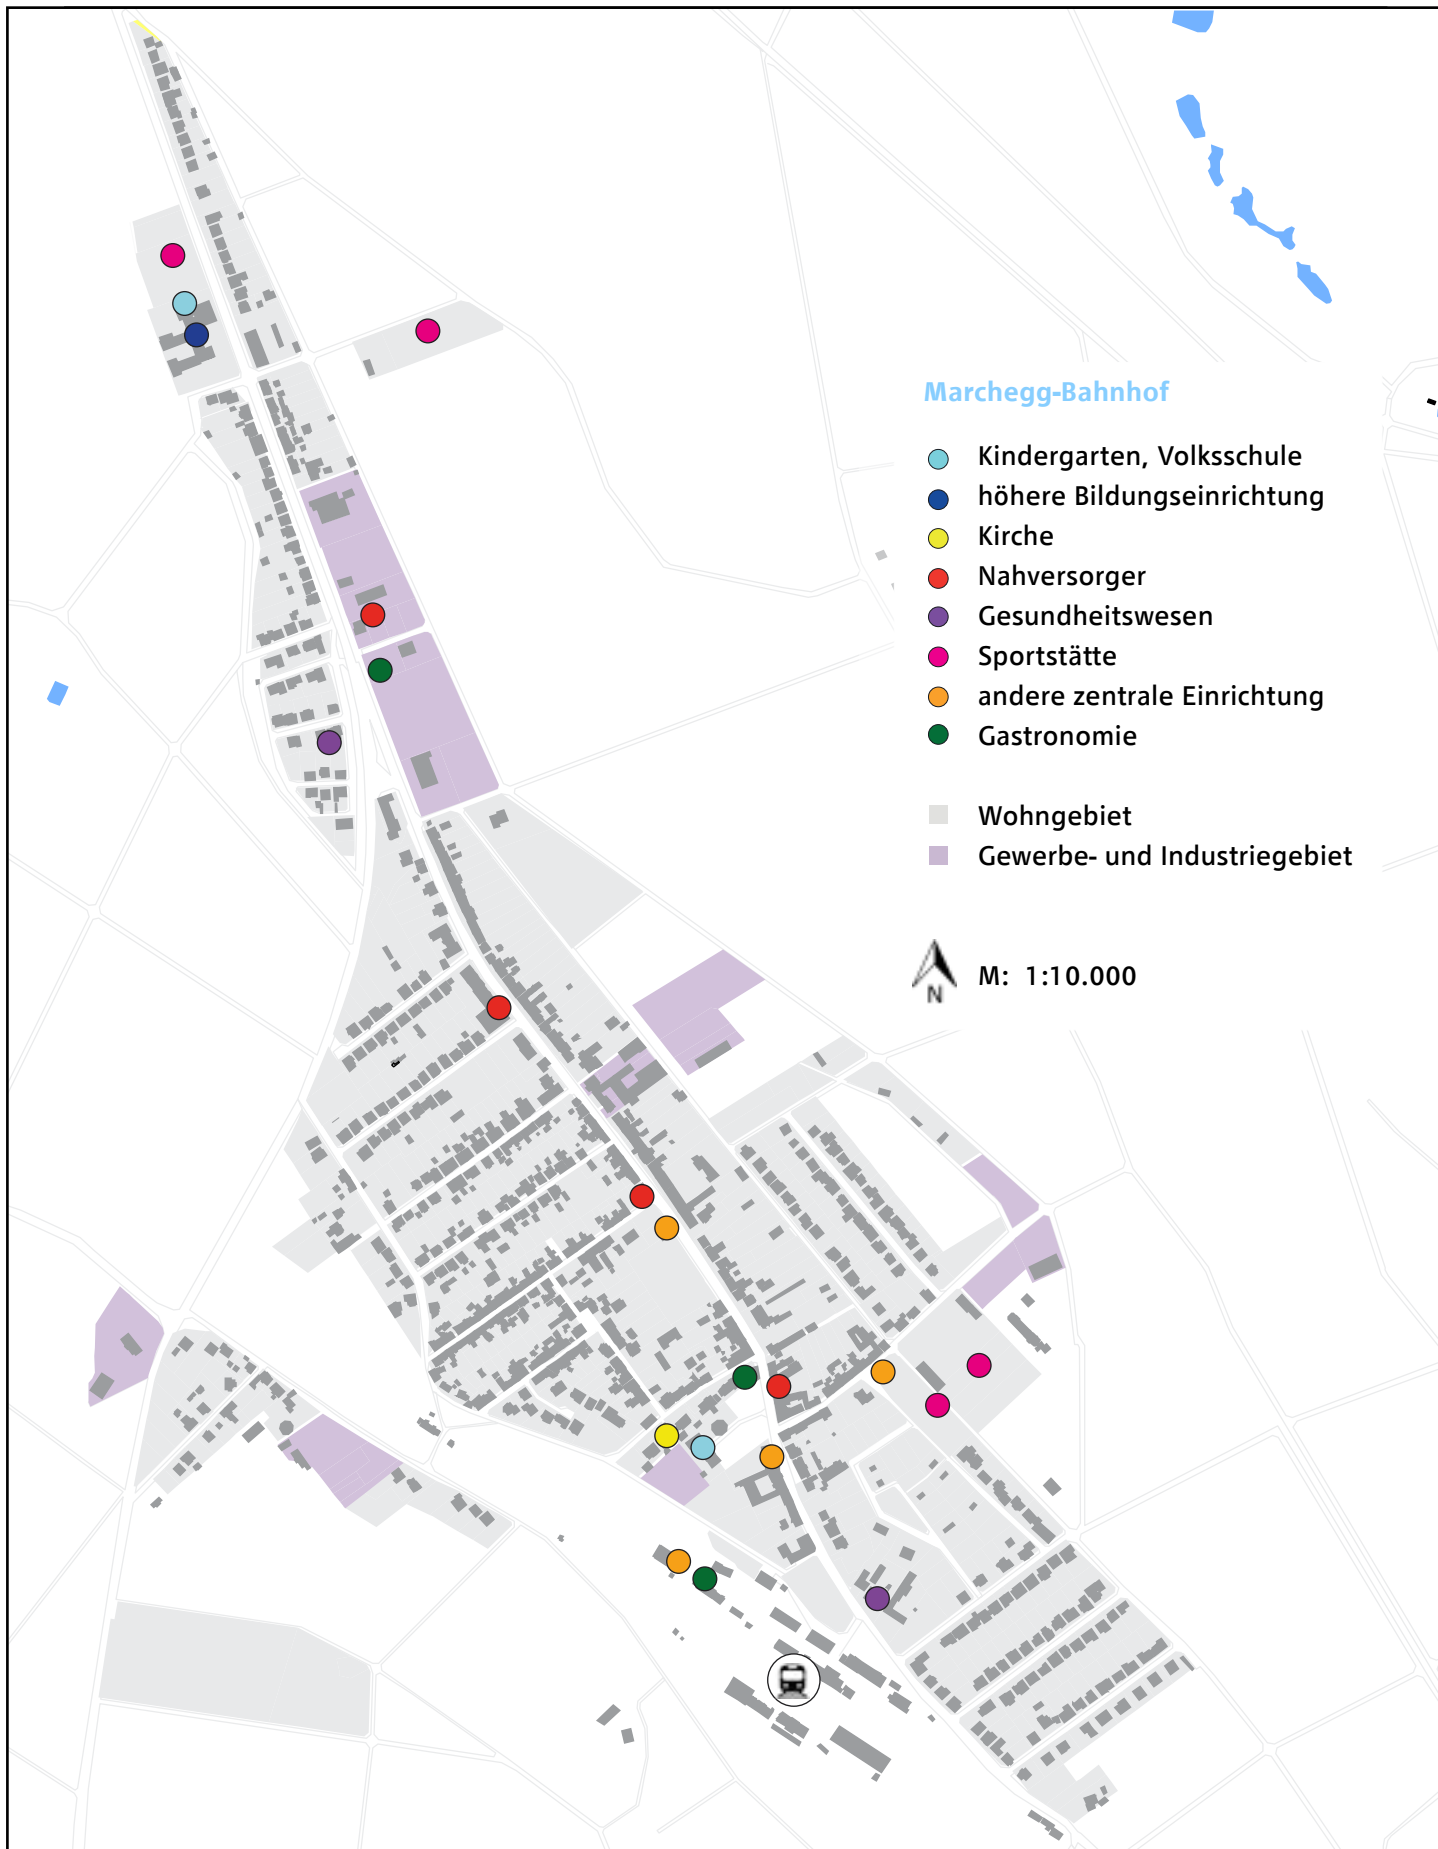 Marchegg-Bahnhof
Kindergarten, Volksschule
höhere Bildungseinrichtung
Kirche
Nahversorger
Gesundheitswesen
Sportstätte
andere zentrale Einrichtung
Gastronomie
Wohngebiet
Gewerbe- und Industriegebiet
M: 1:10.000
N